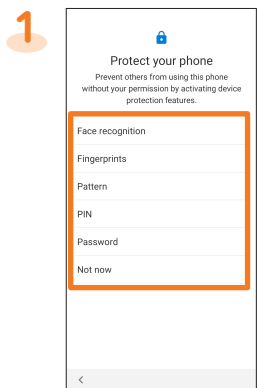 1
Protect your phone
Prevent others from using this phone
without your permission by activating device
protection features.
Face recognition
Fingerprints
Pattern
PIN
Password
Not now